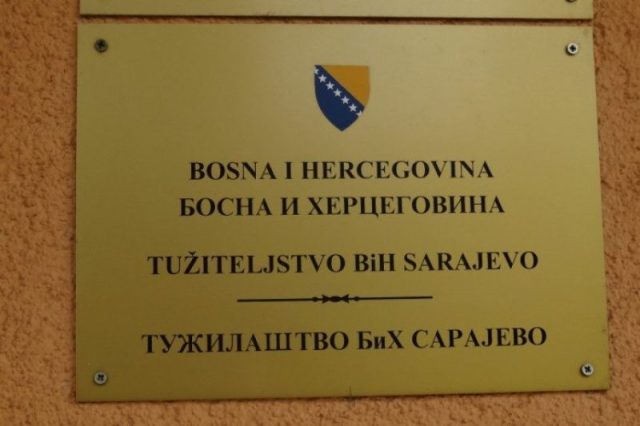 BOSNA I HERCEGOVINA
БОСНА И ХЕРЦЕГОВИНА
TUŽITELJSTVO BiH SARAJEVO
ТУЖИЛАШТВО БиХ САРАЈЕВО